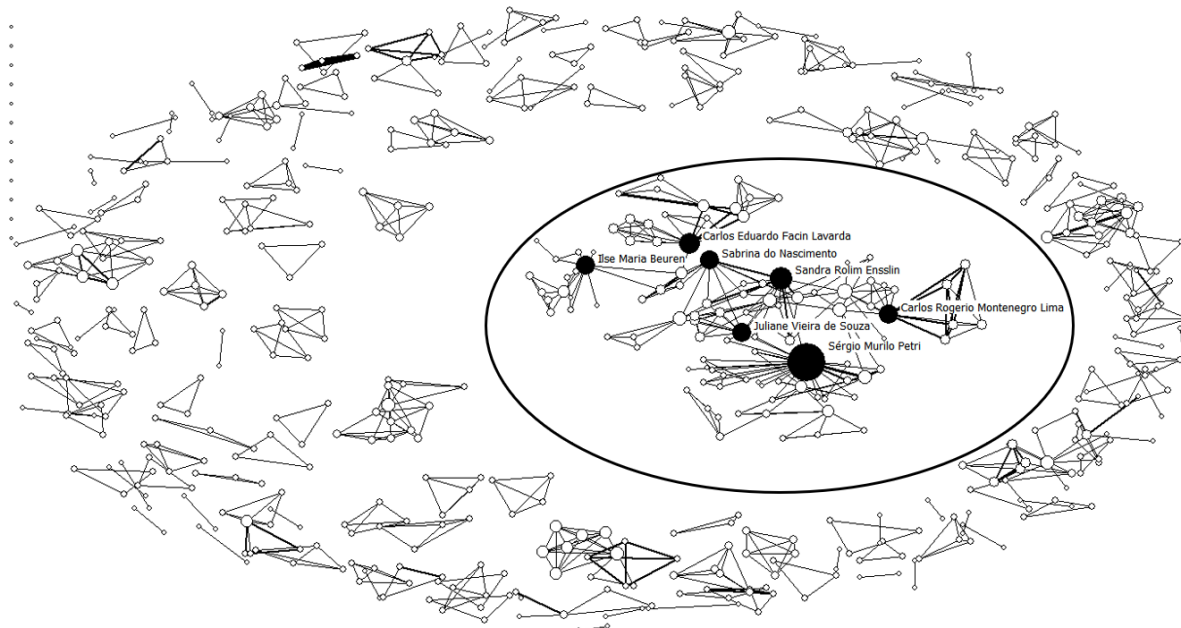 Carlos Eduardo Facin Lavarda
Sabrina do Nascimento
Ilse Maria Beuren
Sandra Rolim Ensslin
Carlos Rogerio Montenegro Lima
Juliane Vieira de Souza
Sérgio Murilo Petri